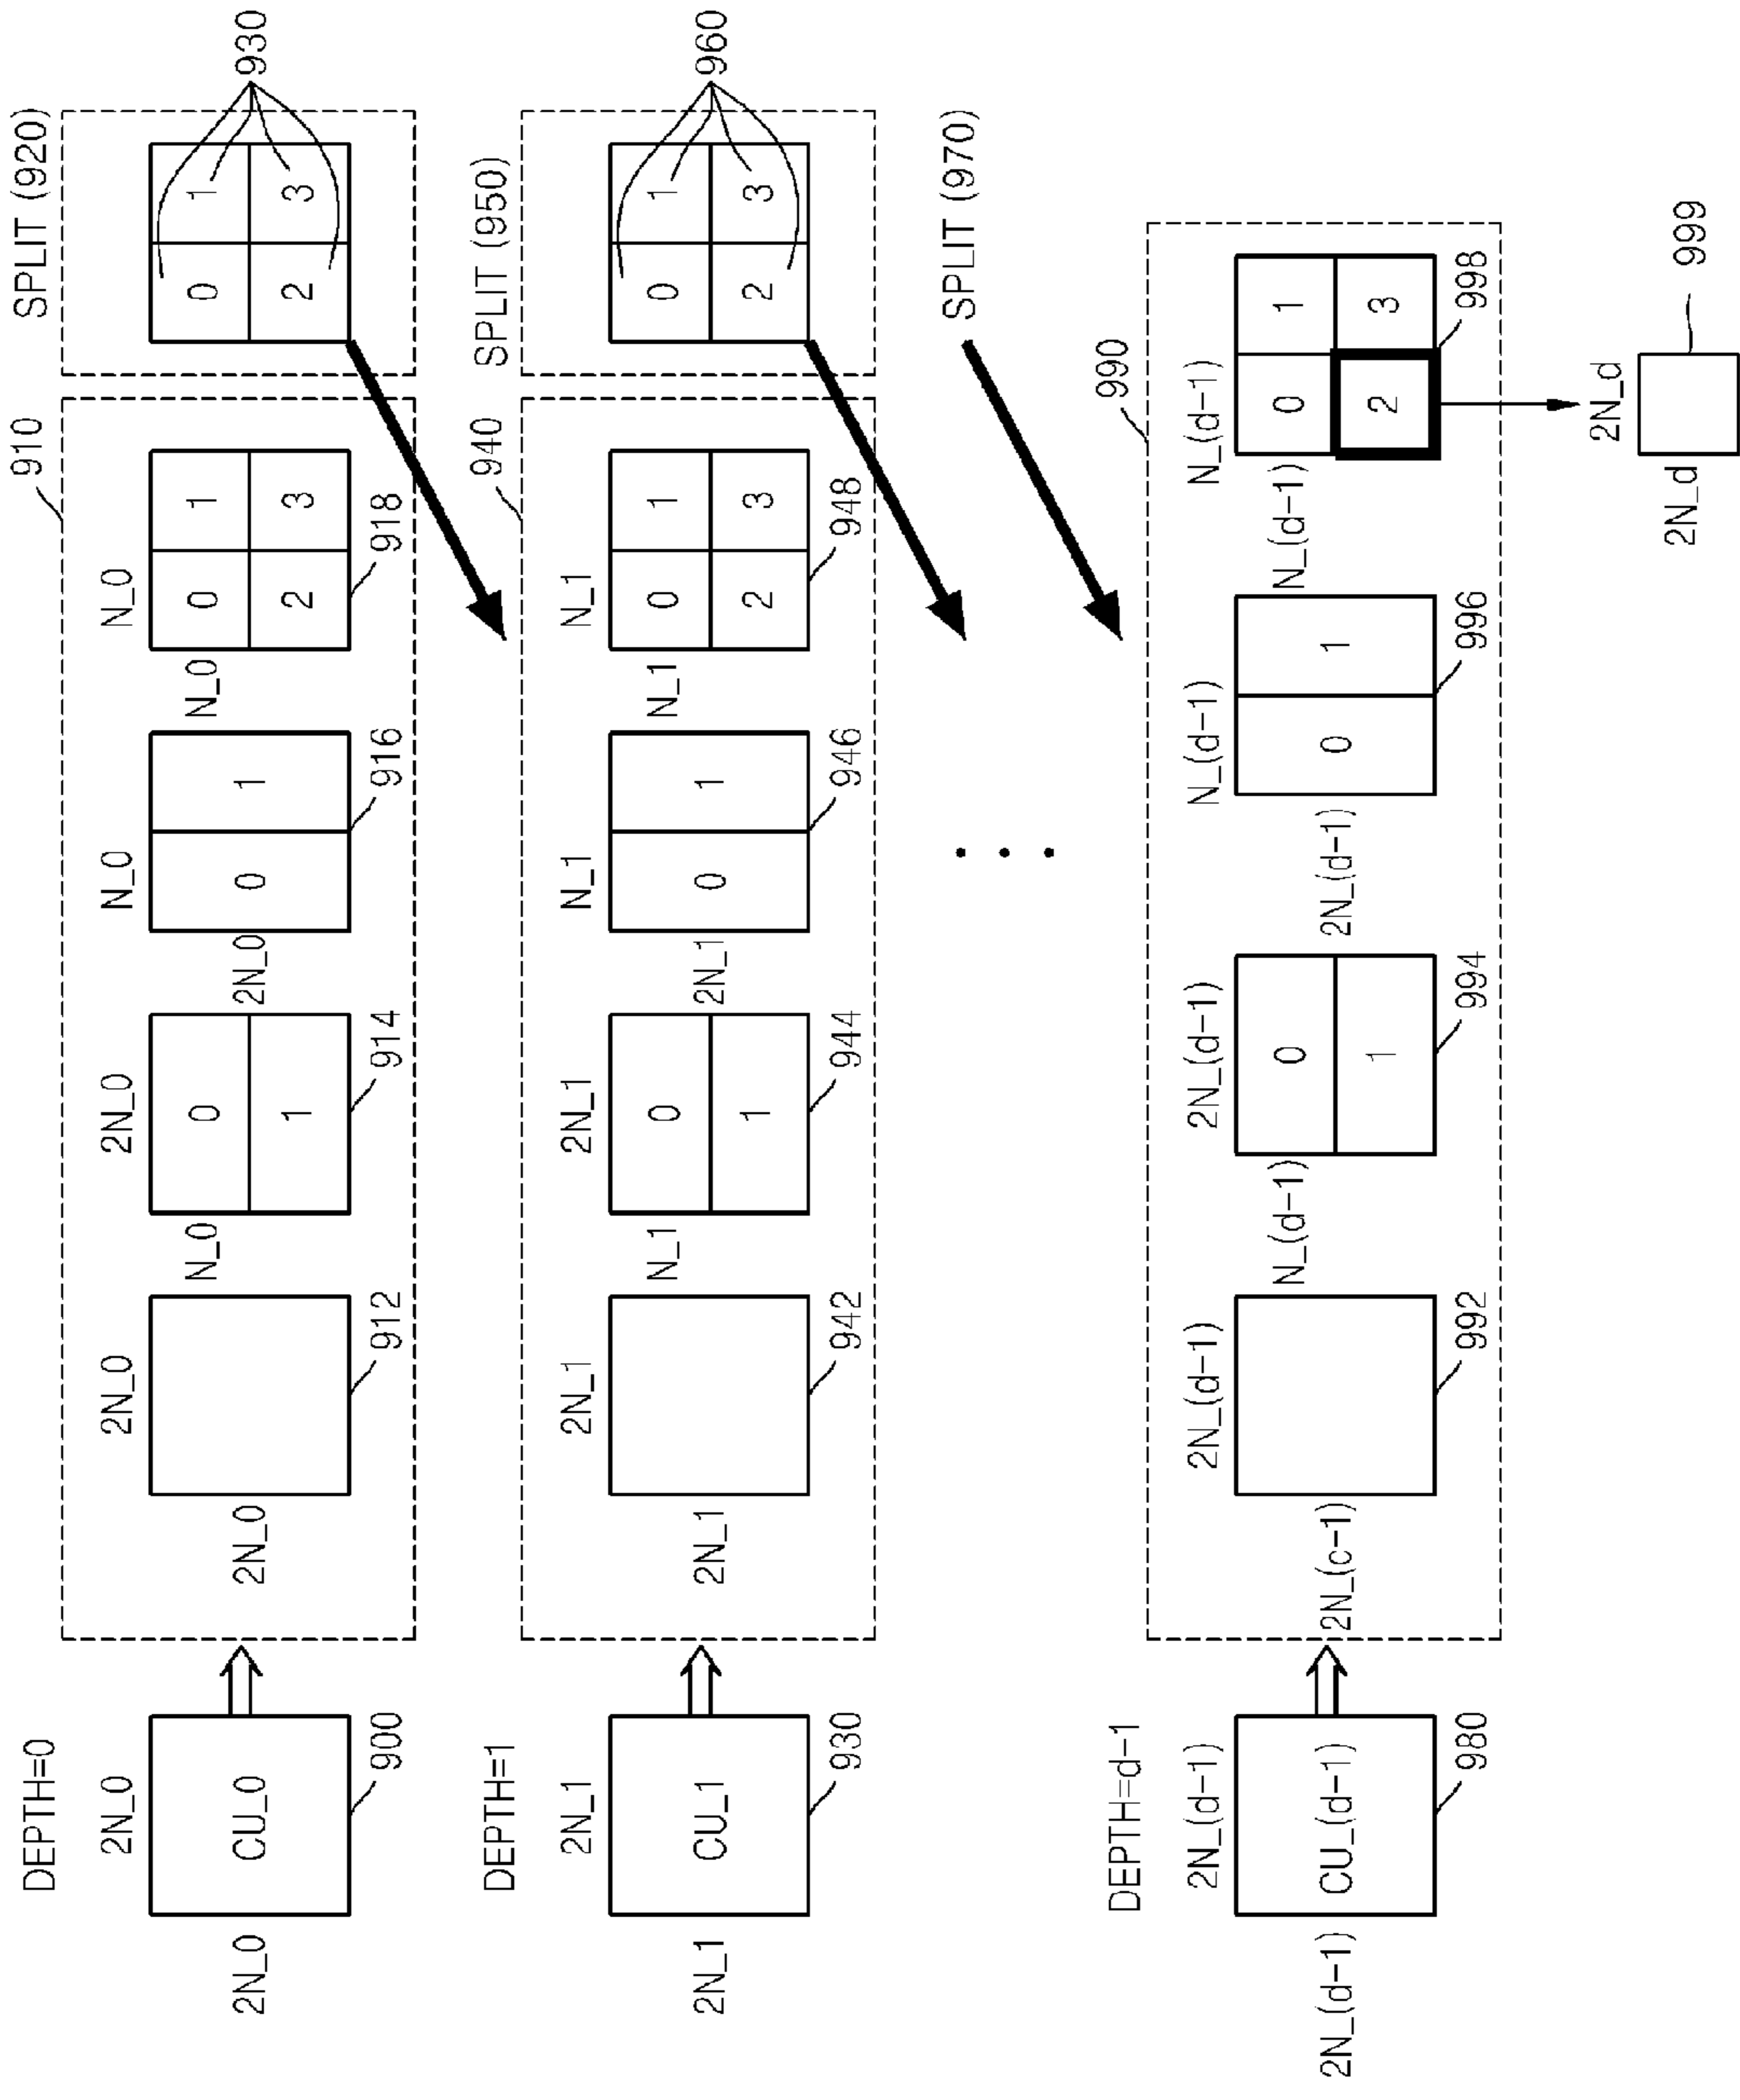 DEPTH=0
2N_0
2N_0
CU_0
900
910
2N_0
2N_0
912
2N_0
N_0
0
1
914
N_0
2N_0
0
1
916
N_0
N_0
0
1
2
3
918
SPLIT (920)
0
1
2
3
930
DEPTH=1
2N_1
2N_1
CU_1
930
940
2N_1
2N_1
942
2N_1
N_1
0
1
944
N_1
2N_1
0
1
946
N_1
N_1
0
1
2
3
948
SPLIT (950)
0
1
2
3
960
SPLIT (970)
DEPTH=d-1
2N_(d-1)
2N_(d-1)
CU_(d-1)
980
990
2N_(d-1)
2N_(c-1)
992
2N_(d-1)
N_(d-1)
0
1
994
N_(d-1)
2N_(d-1)
0
1
996
N_(d-1)
N_(d-1)
0
1
2
3
998
2N_d
2N_d
999